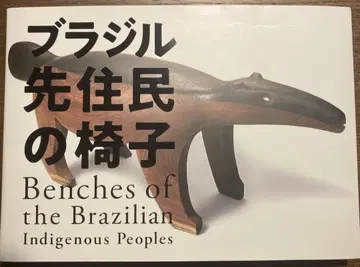 ブラジル
先住民
の椅子
Benches of
the Brazilian
Indigenous Peoples